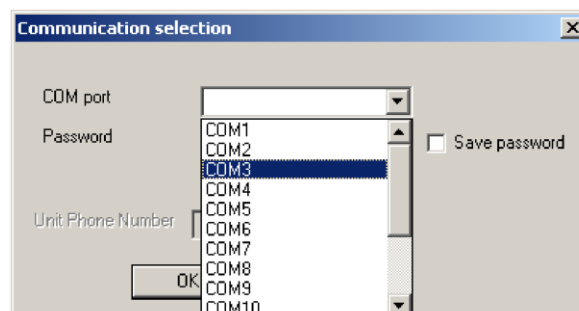 Communication selection
COM port
Password
COM1
COM2
COM3
COM4
COM5
COM6
COM7
COM8
COM9
COM10
Save password
Unit Phone Number
OK